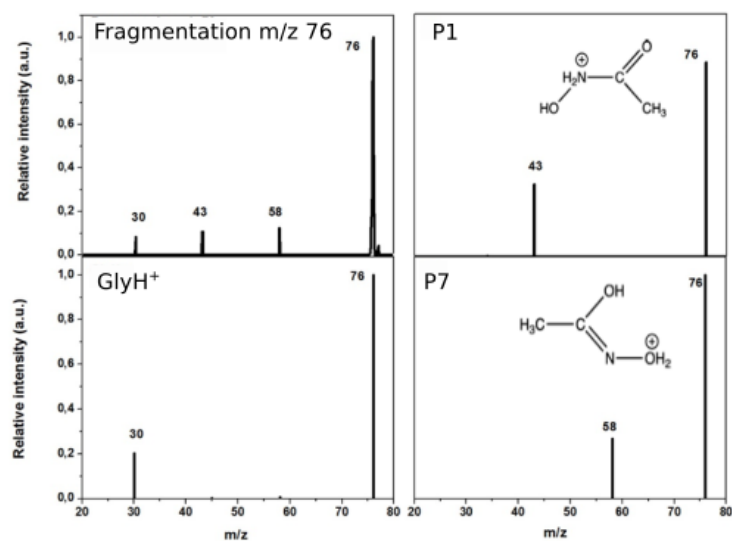 Fragmentation m/z 76
Relative intensity (a.u.)
1,0
0,8
0,6
0,4
0,2
0,0
30
43
58
76
P1
H₂N
⊕
C
O
HO
CH₃
43
76
GlyH⁺
Relative intensity (a.u.)
1,0
0,8
0,6
0,4
0,2
0,0
30
76
20 30 40 50 60 70 80
m/z
P7
OH
H₃C
C
N
⊕
OH₂
58
76
20 30 40 50 60 70 80
m/z